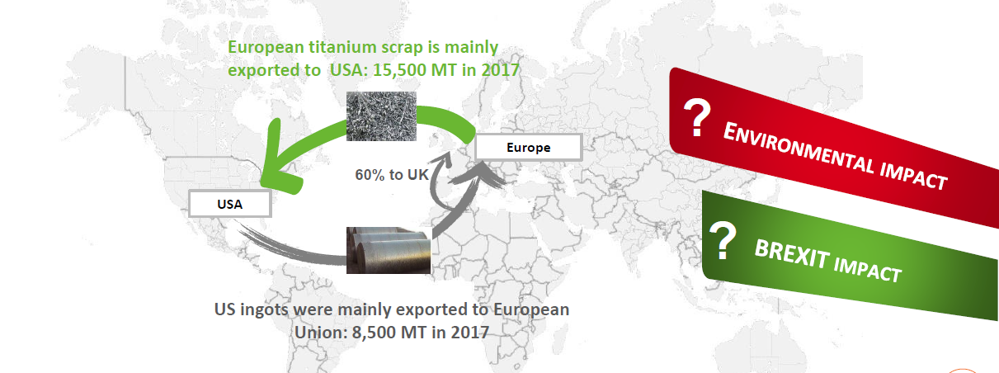 European titanium scrap is mainly
exported to USA: 15,500 MT in 2017
? ENVIRONMENTAL IMPACT
Europe
60% to UK
USA
? BREXIT IMPACT
US ingots were mainly exported to European
Union: 8,500 MT in 2017